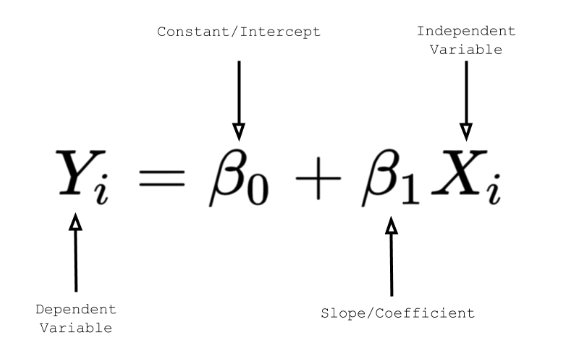 Constant/Intercept
Independent
Variable
Yᵢ = β₀ + β₁Xᵢ
Dependent
Variable
Slope/Coefficient